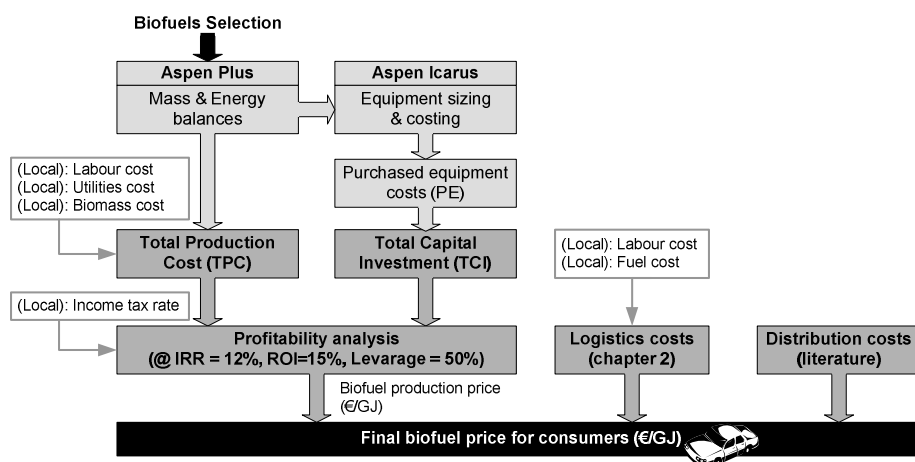 Biofuels Selection
Aspen Plus
Mass & Energy
balances
Aspen Icarus
Equipment sizing
& costing
(Local): Labour cost
(Local): Utilities cost
(Local): Biomass cost
Purchased equipment
costs (PE)
Total Production
Cost (TPC)
Total Capital
Investment (TCI)
(Local): Labour cost
(Local): Fuel cost
(Local): Income tax rate
Profitability analysis
(@ IRR = 12%, ROI=15%, Levarage = 50%)
Logistics costs
(chapter 2)
Distribution costs
(literature)
Biofuel production price
(€/GJ)
Final biofuel price for consumers (€/GJ)